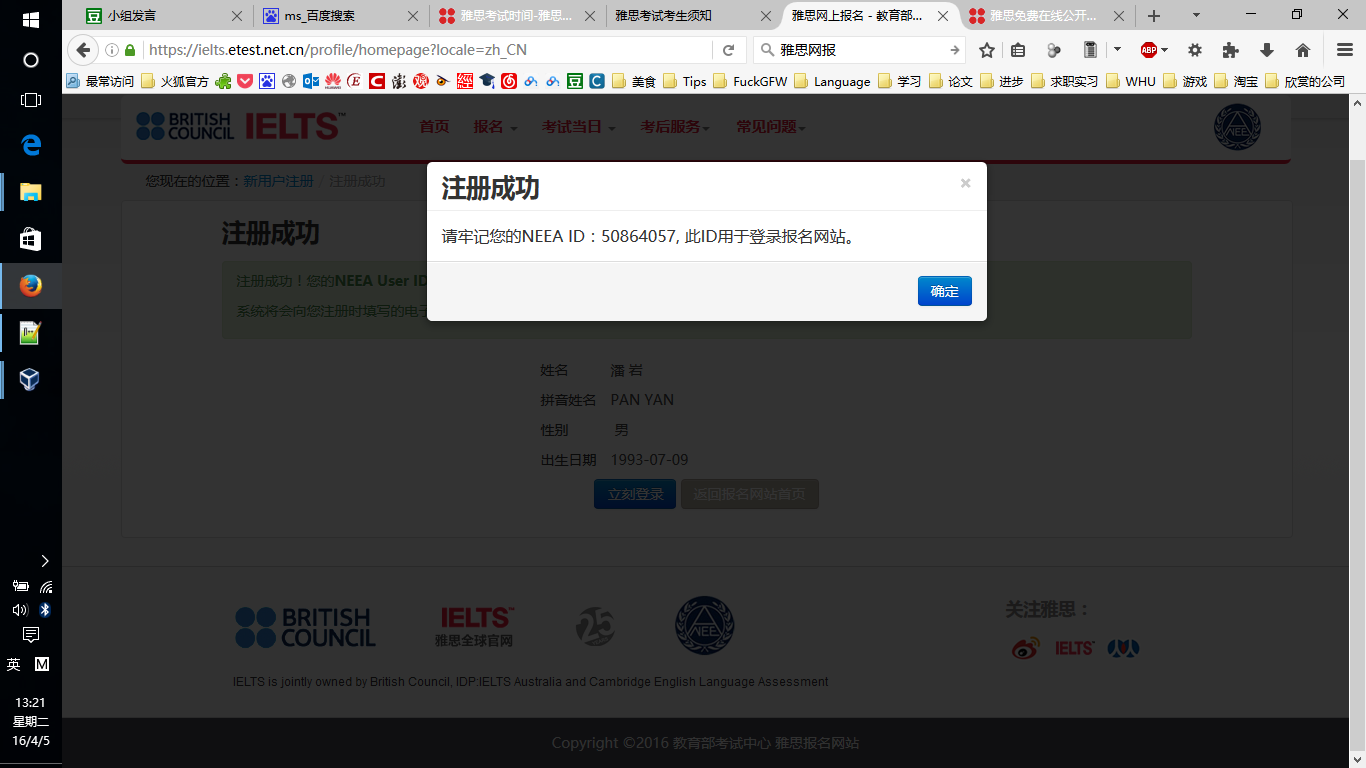 小组发言
ms_百度搜索
雅思考试时间-雅思...
雅思考试考生须知
雅思网上报名 - 教育部...
雅思免费在线公开...
https://ielts.etest.net.cn/profile/homepage?locale=zh_CN
雅思网报
ABP
最常访问
火狐官方
美食
Tips
FuckGFW
Language
学习
论文
进步
求职实习
WHU
游戏
淘宝
欣赏的公司
BRITISH COUNCIL
IELTS™
首页
报名
考试当日
考后服务
常见问题
NEEA
您现在的位置：新用户注册 / 注册成功
注册成功
×
请牢记您的NEEA ID：50864057, 此ID用于登录报名网站。
确定
注册成功
注册成功！您的NEEA User ID
系统将会向您注册时填写的电子
姓名 潘 岩
拼音姓名 PAN YAN
性别 男
出生日期 1993-07-09
立刻登录
返回报名网站首页
BRITISH COUNCIL
IELTS™
雅思全球官网
25
NEEA
关注雅思：
IELTS
IELTS is jointly owned by British Council, IDP:IELTS Australia and Cambridge English Language Assessment
Copyright ©2016 教育部考试中心 雅思报名网站
英 M
13:21
星期二
16/4/5